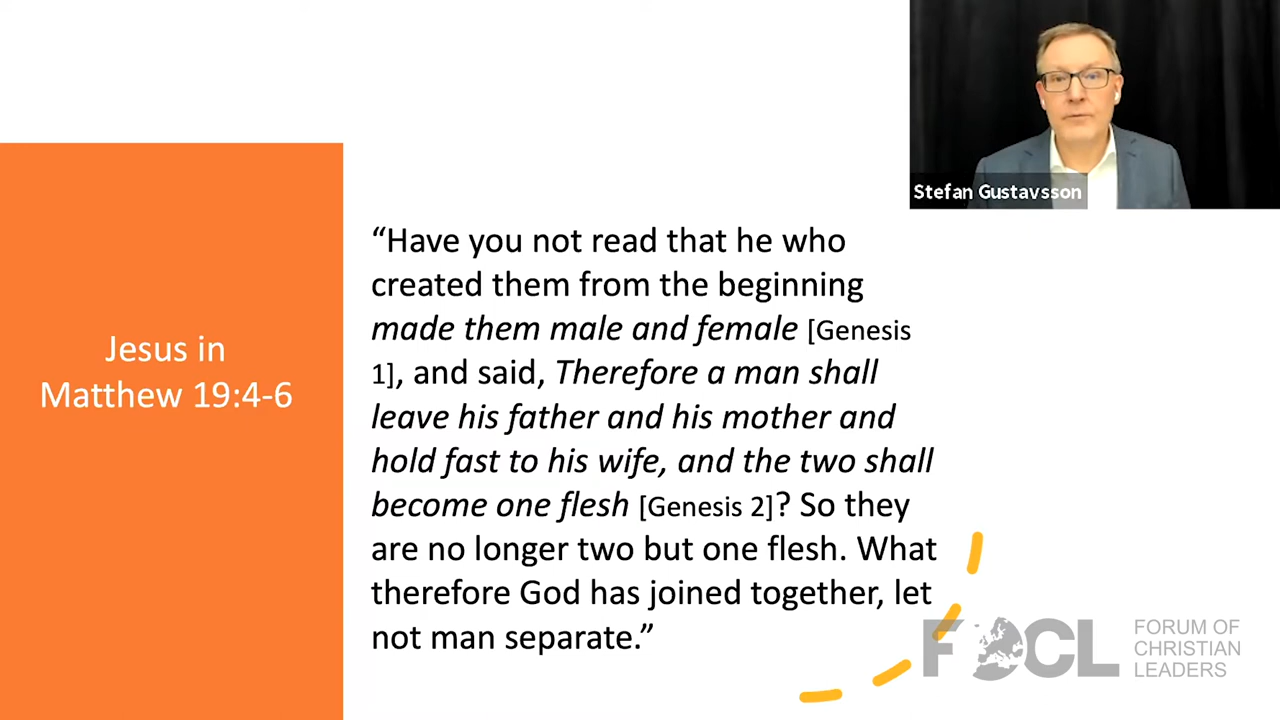 Stefan Gustavsson
Jesus in
Matthew 19:4-6
“Have you not read that he who
created them from the beginning
made them male and female [Genesis
1], and said, Therefore a man shall
leave his father and his mother and
hold fast to his wife, and the two shall
become one flesh [Genesis 2]? So they
are no longer two but one flesh. What
therefore God has joined together, let
not man separate.”
FOCL
FORUM OF
CHRISTIAN
LEADERS